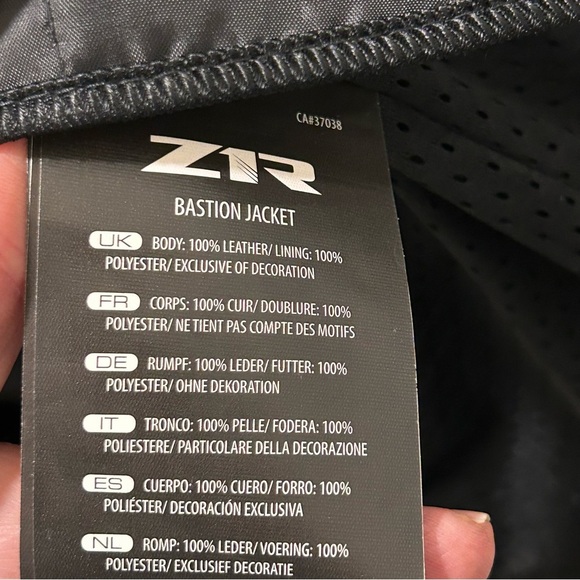 CA#37038
Z1R
BASTION JACKET
UK BODY: 100% LEATHER/ LINING: 100%
POLYESTER/ EXCLUSIVE OF DECORATION
FR CORPS: 100% CUIR/ DOUBLURE: 100%
POLYESTER/ NE TIENT PAS COMPTE DES MOTIFS
DE RUMPF: 100% LEDER/ FUTTER: 100%
POLYESTER/ OHNE DEKORATION
IT TRONCO: 100% PELLE/ FODERA: 100%
POLIESTERE/ PARTICOLARE DELLA DECORAZIONE
ES CUERPO: 100% CUERO/ FORRO: 100%
POLIÉSTER/ DECORACIÓN EXCLUSIVA
NL ROMP: 100% LEDER/ VOERING: 100%
POLYESTER/ EXCLUSIEF DECORATIE